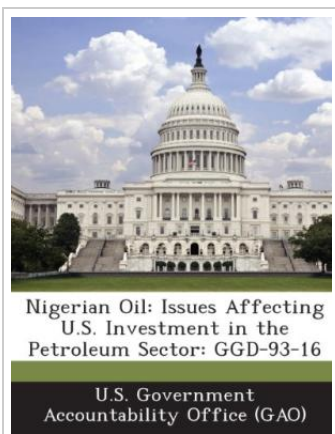 Nigerian Oil: Issues Affecting
U.S. Investment in the
Petroleum Sector: GGD-93-16
U.S. Government
Accountability Office (GAO)